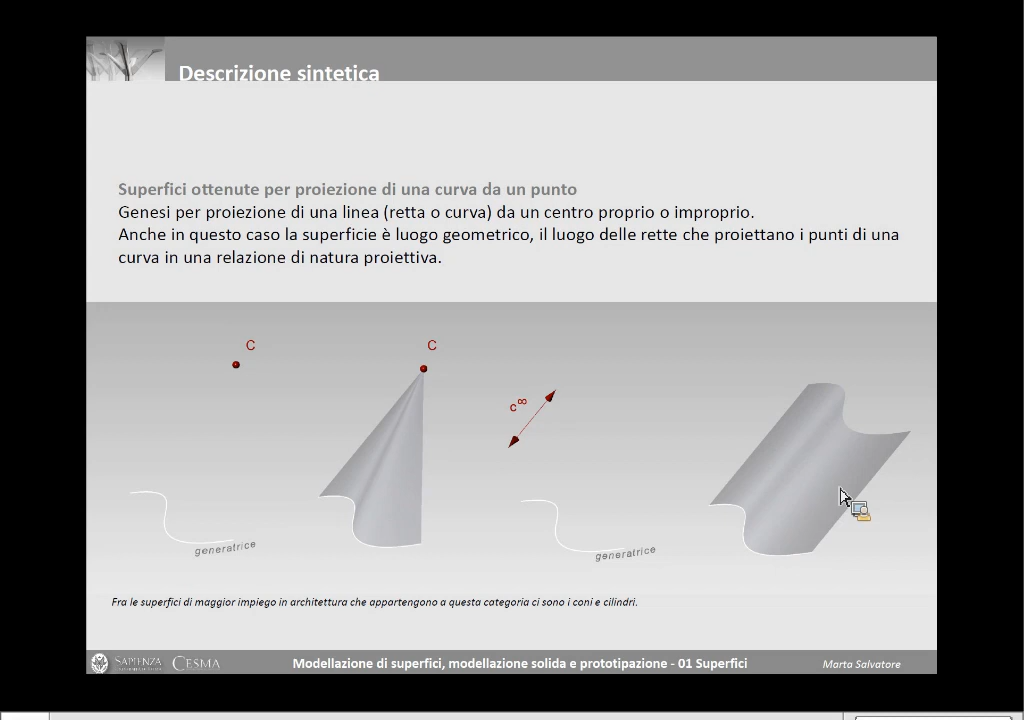 Descrizione sintetica
Superfici ottenute per proiezione di una curva da un punto
Genesi per proiezione di una linea (retta o curva) da un centro proprio o improprio.
Anche in questo caso la superficie è luogo geometrico, il luogo delle rette che proiettano i punti di una
curva in una relazione di natura proiettiva.
C
C
c∞
generatrice
generatrice
Fra le superfici di maggior impiego in architettura che appartengono a questa categoria ci sono i coni e cilindri.
SAPIENZA
CESMA
Modellazione di superfici, modellazione solida e prototipazione - 01 Superfici
Marta Salvatore